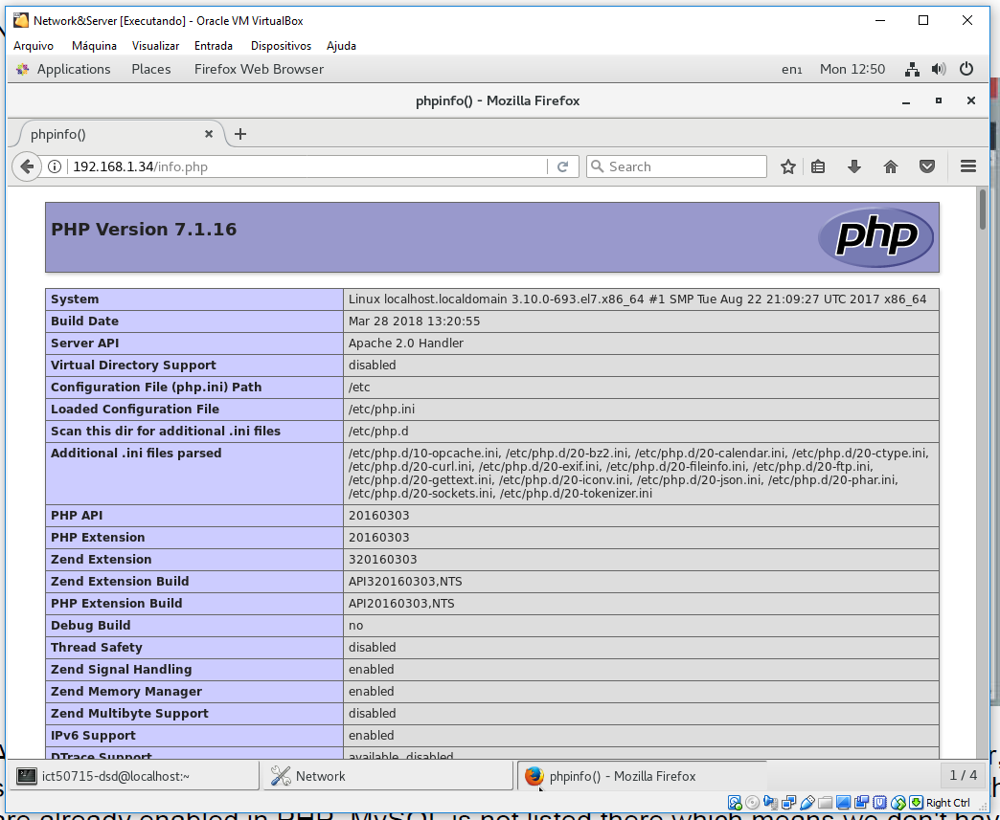 Network&Server [Executando] - Oracle VM VirtualBox
Arquivo Máquina Visualizar Entrada Dispositivos Ajuda
Applications Places Firefox Web Browser en1 Mon 12:50
phpinfo() - Mozilla Firefox
phpinfo()
192.168.1.34/info.php Search
PHP Version 7.1.16 php
System Linux localhost.localdomain 3.10.0-693.el7.x86_64 #1 SMP Tue Aug 22 21:09:27 UTC 2017 x86_64
Build Date Mar 28 2018 13:20:55
Server API Apache 2.0 Handler
Virtual Directory Support disabled
Configuration File (php.ini) Path /etc
Loaded Configuration File /etc/php.ini
Scan this dir for additional .ini files /etc/php.d
Additional .ini files parsed /etc/php.d/10-opcache.ini, /etc/php.d/20-bz2.ini, /etc/php.d/20-calendar.ini, /etc/php.d/20-ctype.ini,
/etc/php.d/20-curl.ini, /etc/php.d/20-exif.ini, /etc/php.d/20-fileinfo.ini, /etc/php.d/20-ftp.ini,
/etc/php.d/20-gettext.ini, /etc/php.d/20-iconv.ini, /etc/php.d/20-json.ini, /etc/php.d/20-phar.ini,
/etc/php.d/20-sockets.ini, /etc/php.d/20-tokenizer.ini
PHP API 20160303
PHP Extension 20160303
Zend Extension 320160303
Zend Extension Build API320160303,NTS
PHP Extension Build API20160303,NTS
Debug Build no
Thread Safety disabled
Zend Signal Handling enabled
Zend Memory Manager enabled
Zend Multibyte Support disabled
IPv6 Support enabled
DTrace Support available, disabled
ict50715-dsd@localhost:~ Network phpinfo() - Mozilla Firefox 1 / 4
Right Ctrl
are already enabled in PHP. MySQL is not listed there which means we don't hav